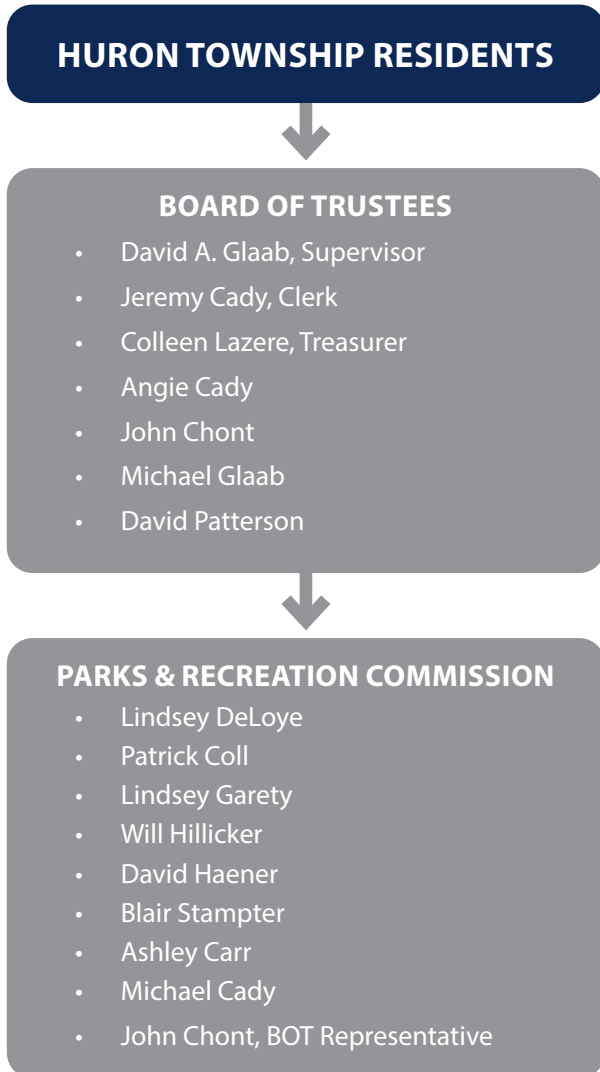 HURON TOWNSHIP RESIDENTS
BOARD OF TRUSTEES
• David A. Glaab, Supervisor
• Jeremy Cady, Clerk
• Colleen Lazere, Treasurer
• Angie Cady
• John Chont
• Michael Glaab
• David Patterson
PARKS & RECREATION COMMISSION
• Lindsey DeLoye
• Patrick Coll
• Lindsey Garety
• Will Hillicker
• David Haener
• Blair Stampter
• Ashley Carr
• Michael Cady
• John Chont, BOT Representative